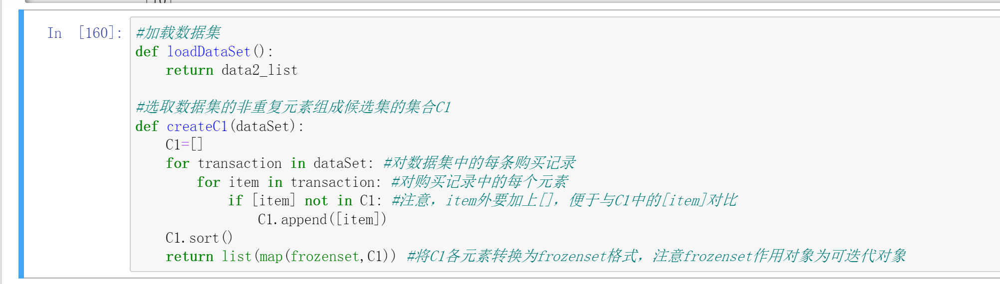 In [160]:
#加载数据集
def loadDataSet():
    return data2_list

#选取数据集的非重复元素组成候选集的集合C1
def createC1(dataSet):
    C1=[]
    for transaction in dataSet: #对数据集中的每条购买记录
        for item in transaction: #对购买记录中的每个元素
            if [item] not in C1: #注意，item外要加上[]，便于与C1中的[item]对比
                C1.append([item])
    C1.sort()
    return list(map(frozenset,C1)) #将C1各元素转换为frozenset格式，注意frozenset作用对象为可迭代对象